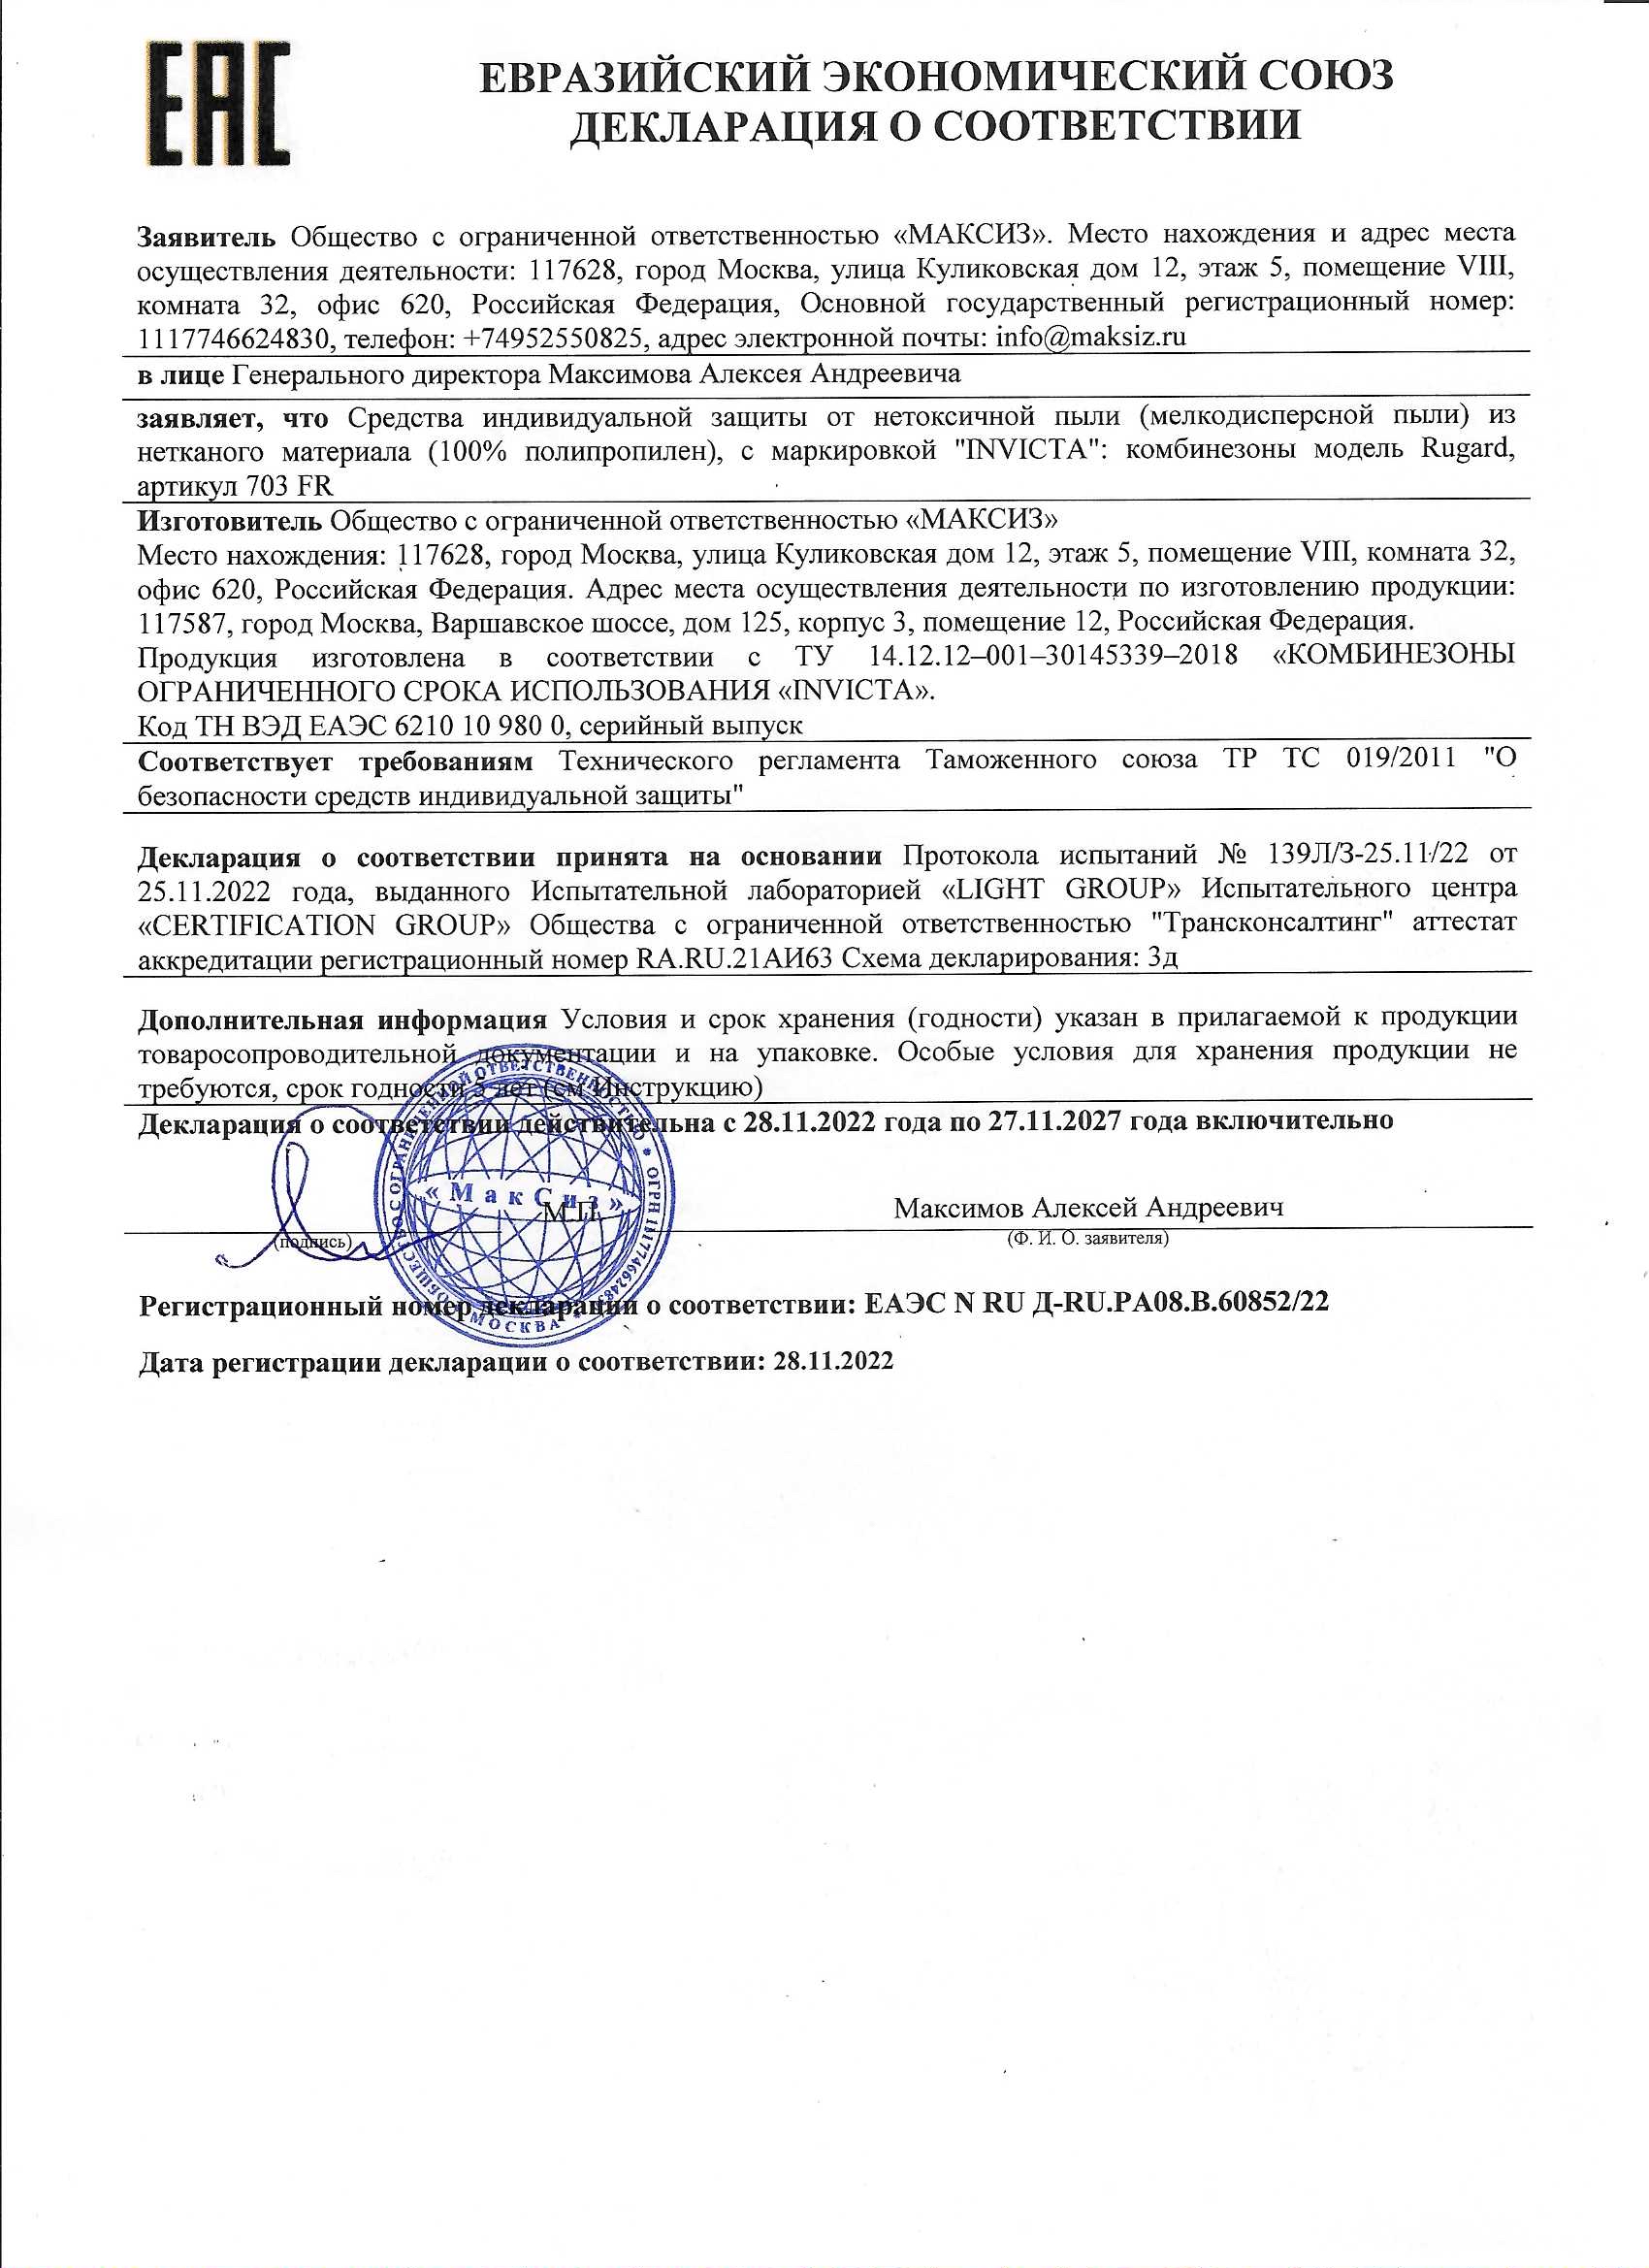 EAC
ЕВРАЗИЙСКИЙ ЭКОНОМИЧЕСКИЙ СОЮЗ
ДЕКЛАРАЦИЯ О СООТВЕТСТВИИ
Заявитель Общество с ограниченной ответственностью «МАКСИЗ». Место нахождения и адрес места
осуществления деятельности: 117628, город Москва, улица Куликовская дом 12, этаж 5, помещение VIII,
комната 32, офис 620, Российская Федерация, Основной государственный регистрационный номер:
1117746624830, телефон: +74952550825, адрес электронной почты: info@maksiz.ru
в лице Генерального директора Максимова Алексея Андреевича
заявляет, что Средства индивидуальной защиты от нетоксичной пыли (мелкодисперсной пыли) из
нетканого материала (100% полипропилен), с маркировкой "INVICTA": комбинезоны модель Rugard,
артикул 703 FR
Изготовитель Общество с ограниченной ответственностью «МАКСИЗ»
Место нахождения: 117628, город Москва, улица Куликовская дом 12, этаж 5, помещение VIII, комната 32,
офис 620, Российская Федерация. Адрес места осуществления деятельности по изготовлению продукции:
117587, город Москва, Варшавское шоссе, дом 125, корпус 3, помещение 12, Российская Федерация.
Продукция изготовлена в соответствии с ТУ 14.12.12–001–30145339–2018 «КОМБИНЕЗОНЫ
ОГРАНИЧЕННОГО СРОКА ИСПОЛЬЗОВАНИЯ «INVICTA».
Код ТН ВЭД ЕАЭС 6210 10 980 0, серийный выпуск
Соответствует требованиям Технического регламента Таможенного союза ТР ТС 019/2011 "О
безопасности средств индивидуальной защиты"
Декларация о соответствии принята на основании Протокола испытаний № 139Л/З-25.11/22 от
25.11.2022 года, выданного Испытательной лабораторией «LIGHT GROUP» Испытательного центра
«CERTIFICATION GROUP» Общества с ограниченной ответственностью "Трансконсалтинг" аттестат
аккредитации регистрационный номер RA.RU.21АИ63 Схема декларирования: 3д
Дополнительная информация Условия и срок хранения (годности) указан в прилагаемой к продукции
товаросопроводительной документации и на упаковке. Особые условия для хранения продукции не
требуются, срок годности 5 лет (см Инструкцию)
Декларация о соответствии действительна с 28.11.2022 года по 27.11.2027 года включительно
ОБЩЕСТВО С ОГРАНИЧЕННОЙ ОТВЕТСТВЕННОСТЬЮ
«МакСиз»
МОСКВА
М.П.
Максимов Алексей Андреевич
(подпись)
(Ф. И. О. заявителя)
Регистрационный номер декларации о соответствии: ЕАЭС N RU Д-RU.РА08.В.60852/22
Дата регистрации декларации о соответствии: 28.11.2022